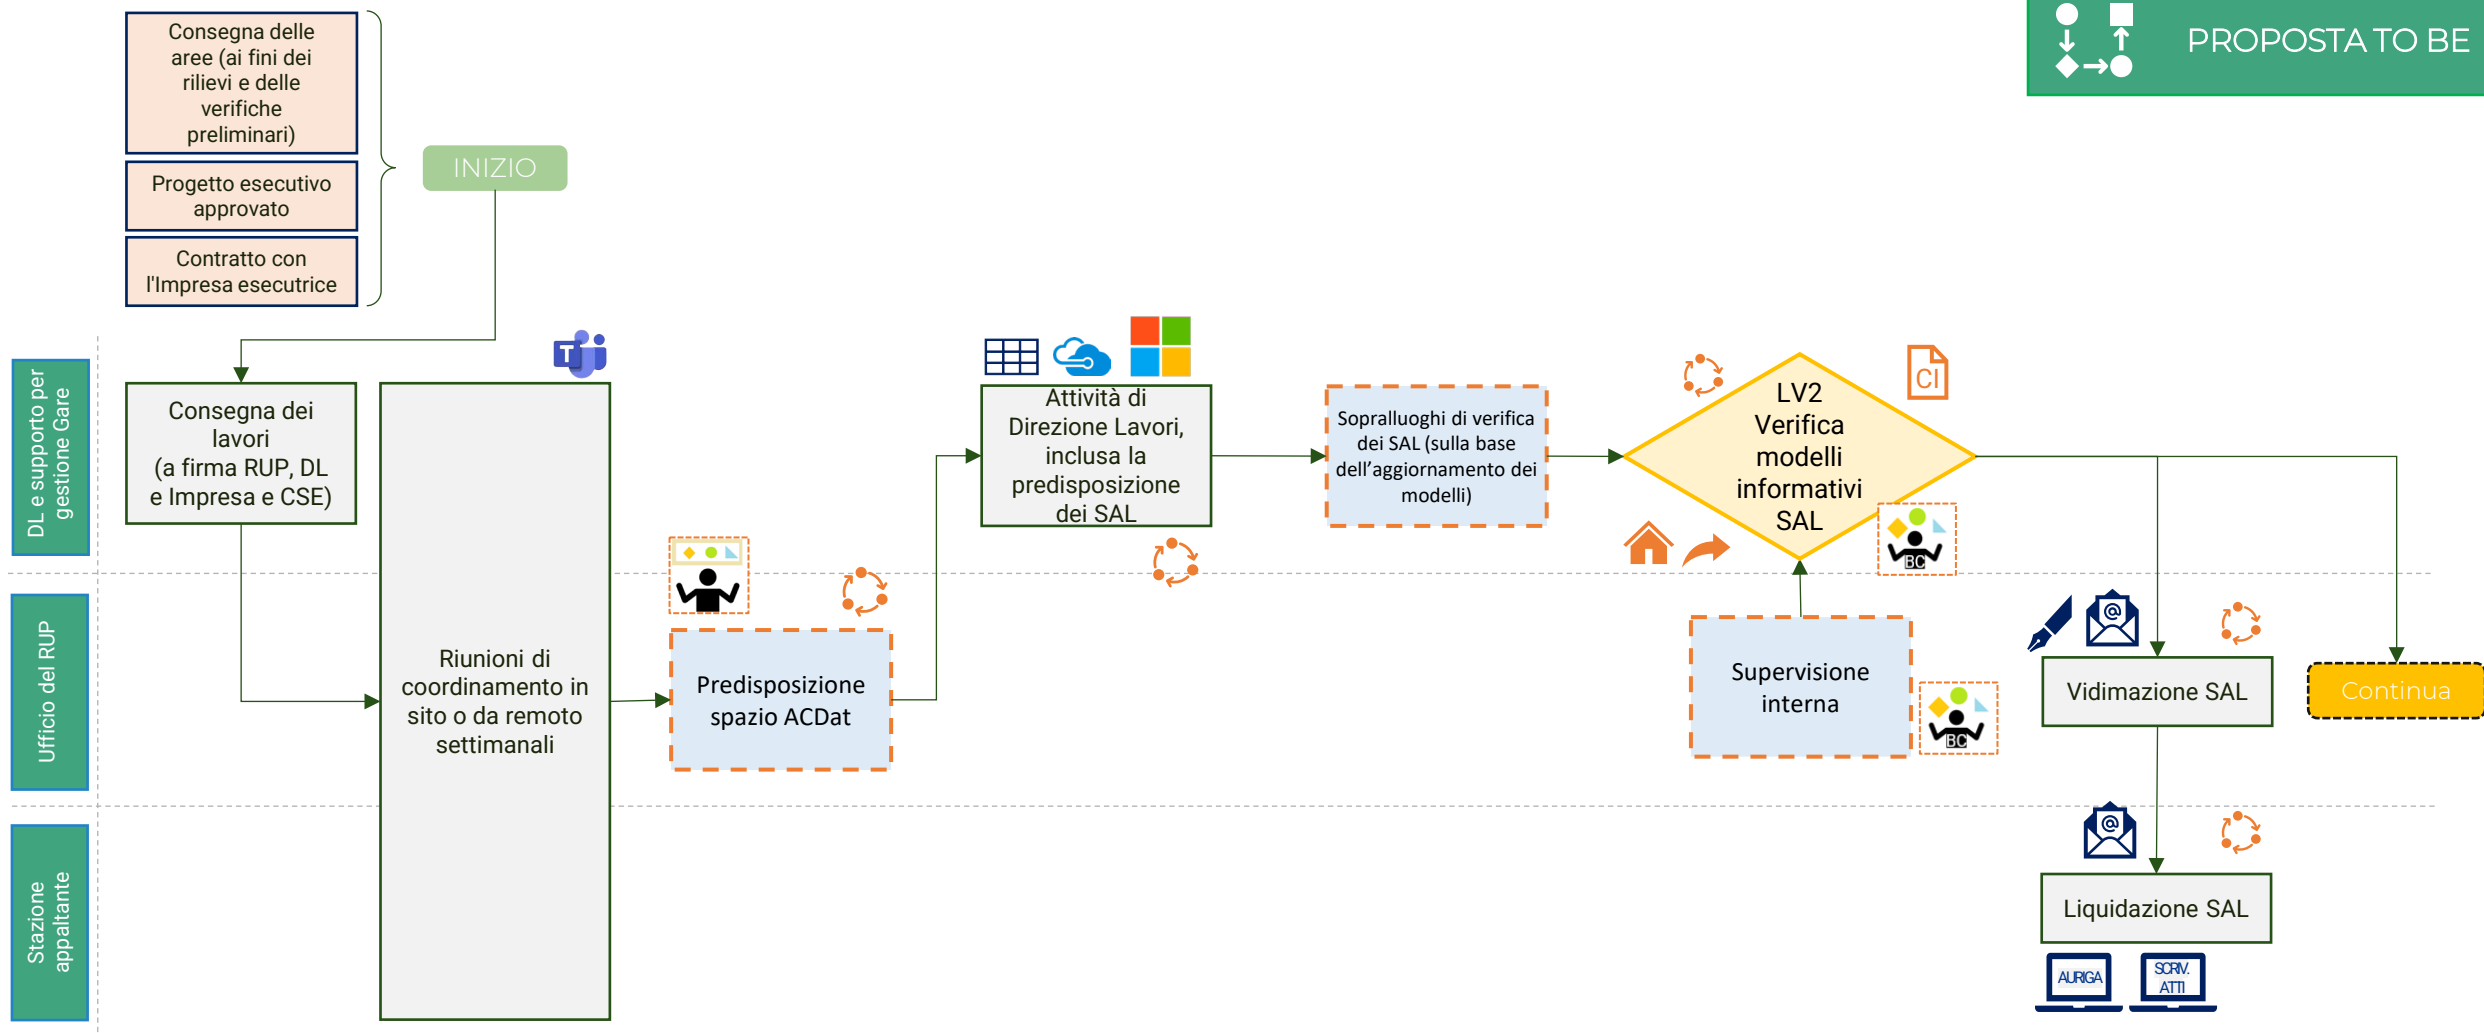 PROPOSTA TO BE
Consegna delle
aree (ai fini dei
rilievi e delle
verifiche
preliminari)
Progetto esecutivo
approvato
Contratto con
l'Impresa esecutrice
INIZIO
DL e supporto per
gestione Gare
Consegna dei
lavori
(a firma RUP, DL
e Impresa e CSE)
T
Attività di
Direzione Lavori,
inclusa la
predisposizione
dei SAL
Sopralluoghi di verifica
dei SAL (sulla base
dell’aggiornamento dei
modelli)
LV2
Verifica
modelli
informativi
SAL
CI
BC
Ufficio del RUP
Riunioni di
coordinamento in
sito o da remoto
settimanali
Predisposizione
spazio ACDat
Supervisione
interna
BC
@
Vidimazione SAL
Continua
Stazione
appaltante
@
Liquidazione SAL
AURIGA
SCRIV.
ATTI